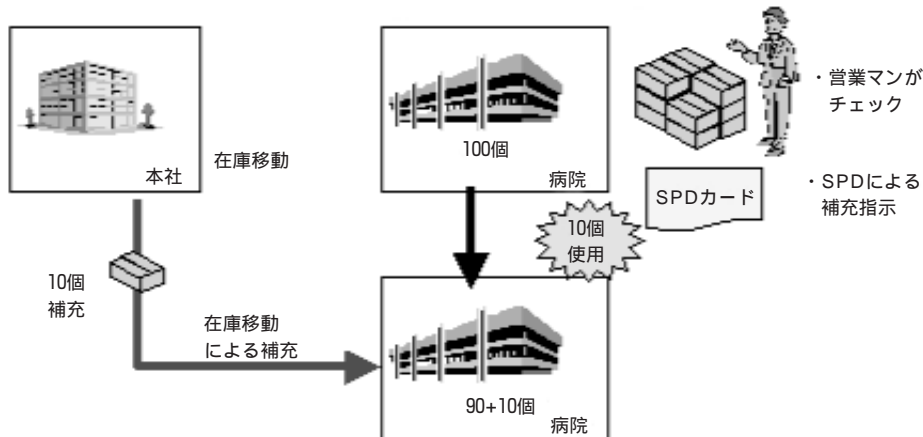 本社
在庫移動
100個
病院
・営業マンが
チェック
SPDカード
・SPDによる
補充指示
10個
使用
10個
補充
在庫移動
による補充
90+10個
病院